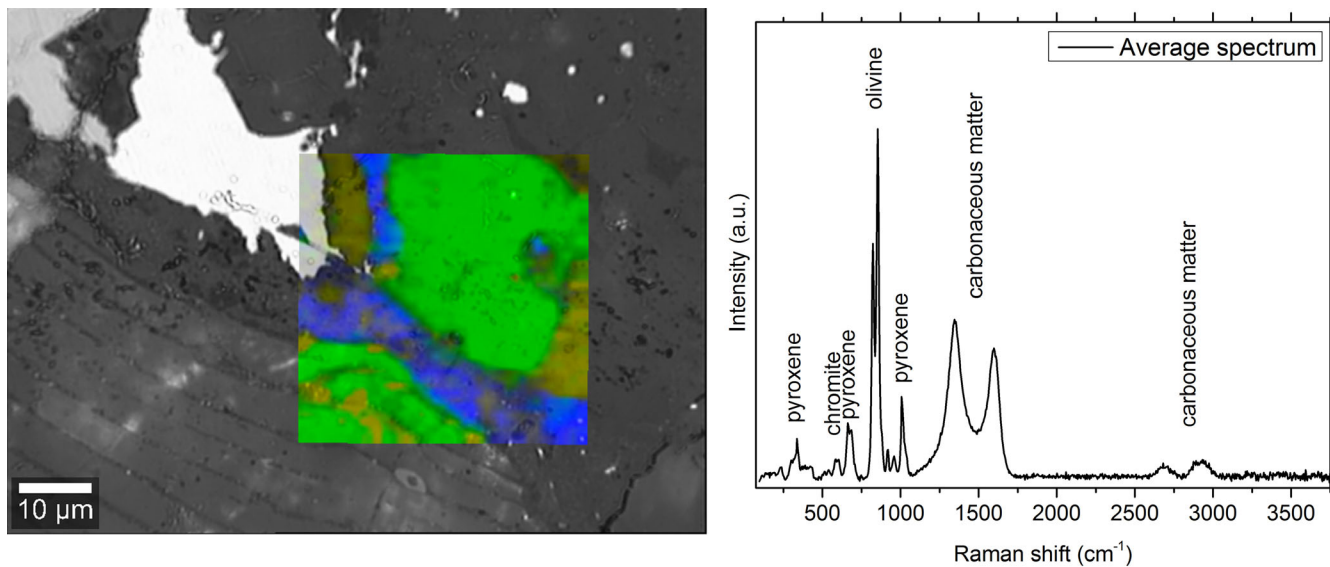 10 µm
Average spectrum
Intensity (a.u.)
pyroxene
chromite
pyroxene
olivine
pyroxene
carbonaceous matter
carbonaceous matter
500 1000 1500 2000 2500 3000 3500
Raman shift (cm⁻¹)